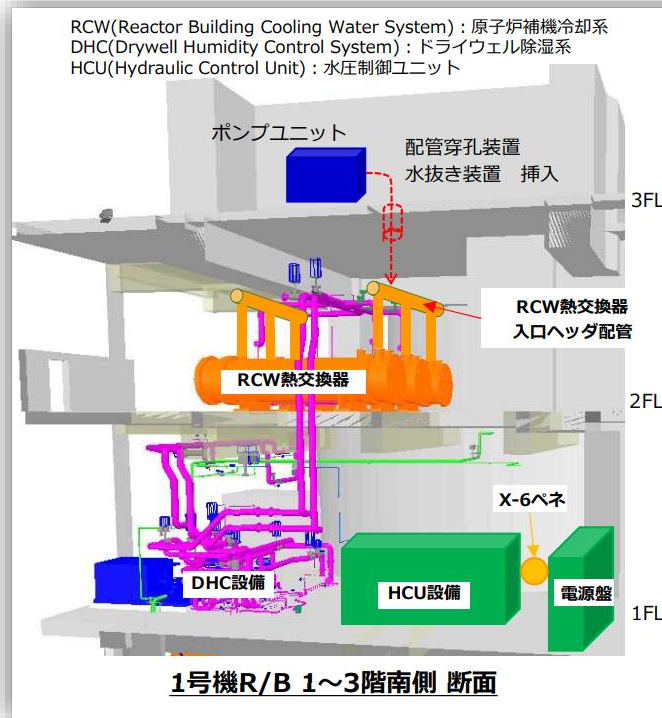 RCW(Reactor Building Cooling Water System)：原子炉補機冷却系
DHC(Drywell Humidity Control System)：ドライウェル除湿系
HCU(Hydraulic Control Unit)：水圧制御ユニット
ポンプユニット
配管穿孔装置
水抜き装置　挿入
3FL
RCW熱交換器
入口ヘッダ配管
RCW熱交換器
2FL
X-6ペネ
DHC設備
HCU設備
電源盤
1FL
1号機R/B 1～3階南側 断面